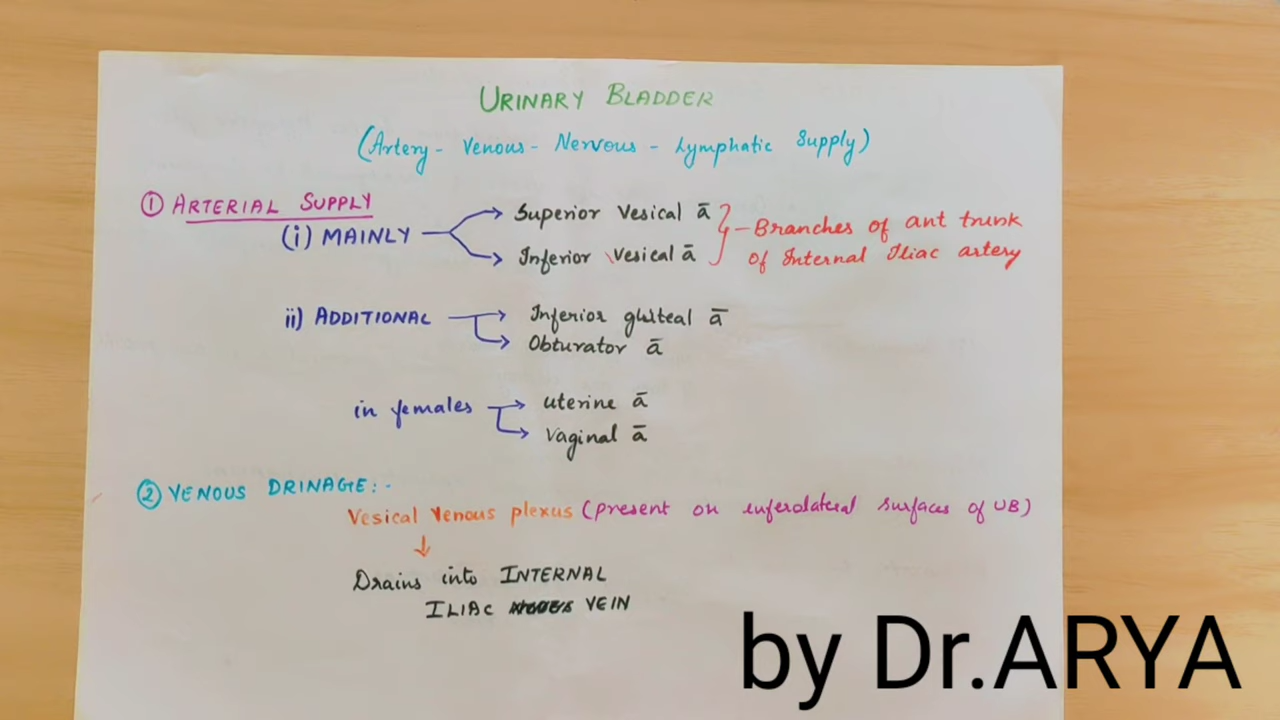 URINARY BLADDER
(Artery - Venous - Nervous - Lymphatic Supply)
① ARTERIAL SUPPLY
(i) MAINLY
Superior Vesical ā
Inferior Vesical ā
- Branches of ant trunk
of Internal Iliac artery
ii) ADDITIONAL
Inferior gluteal ā
Obturator ā
in females
uterine ā
vaginal ā
② VENOUS DRINAGE:-
Vesical Venous plexus (present on inferolateral surfaces of UB)
Drains into INTERNAL
ILIAC VEIN
by Dr.ARYA